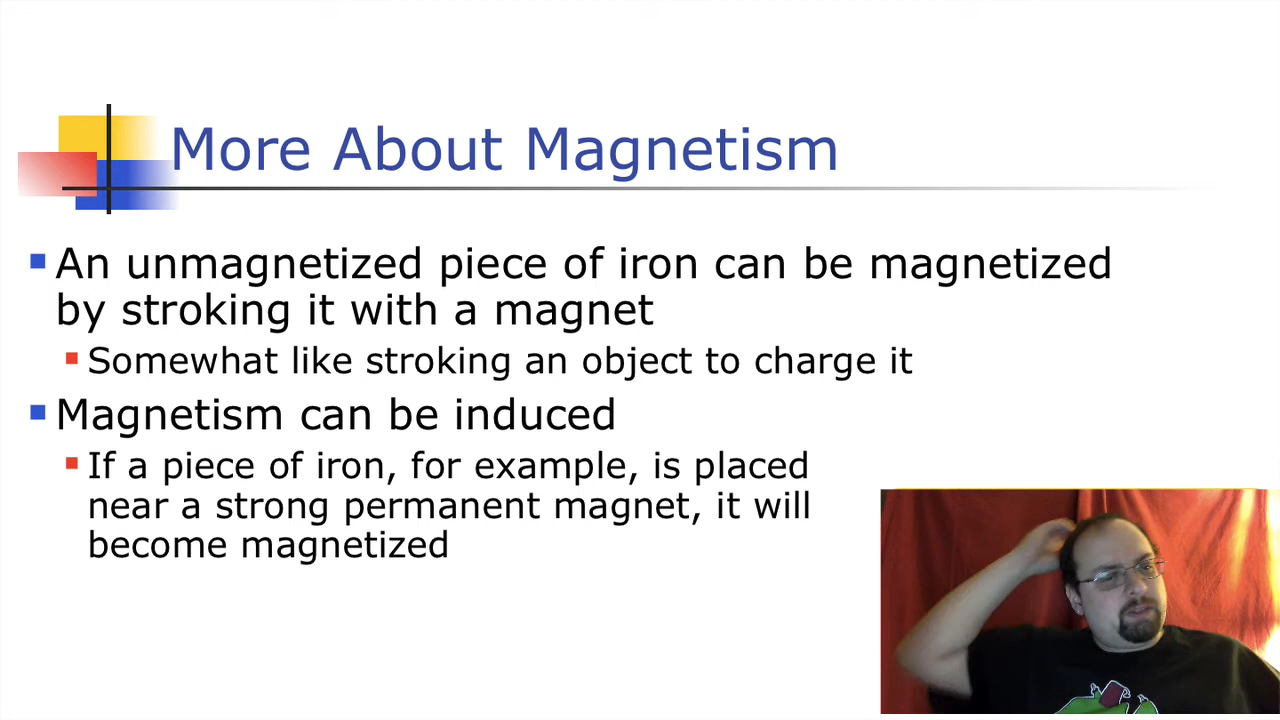 More About Magnetism
An unmagnetized piece of iron can be magnetized
by stroking it with a magnet
Somewhat like stroking an object to charge it
Magnetism can be induced
If a piece of iron, for example, is placed
near a strong permanent magnet, it will
become magnetized